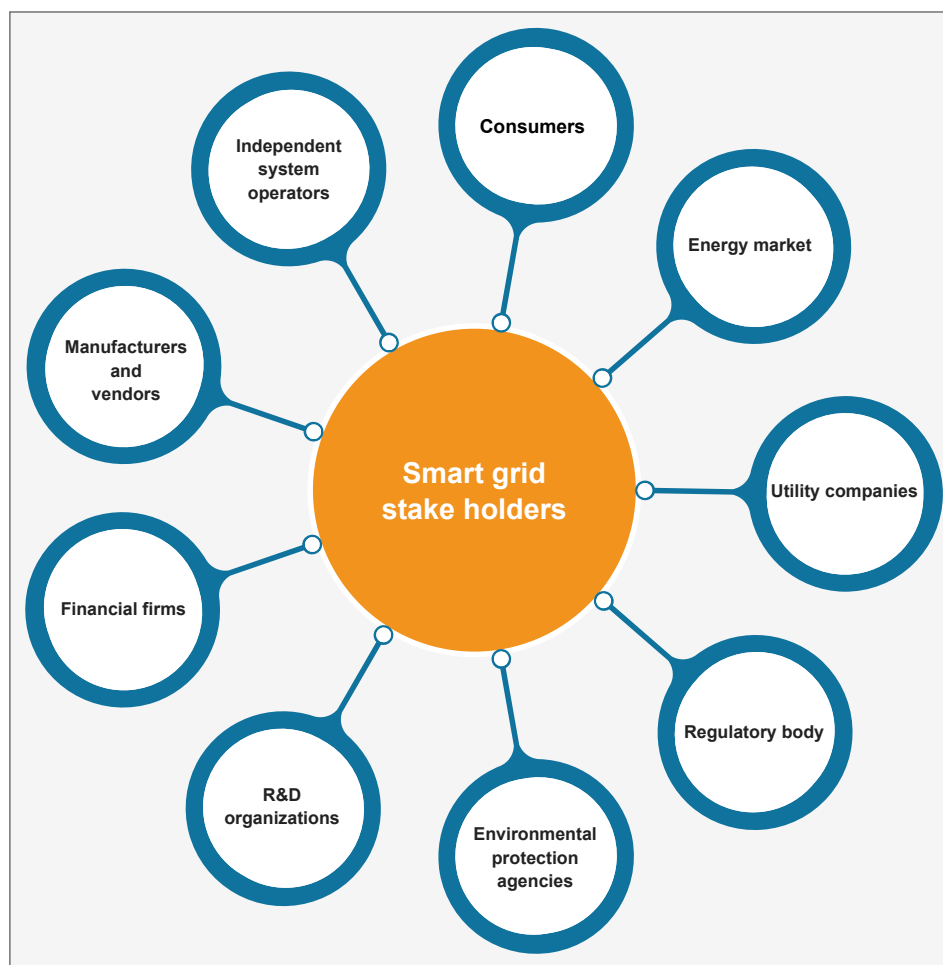 Consumers
Independent
system
operators
Energy market
Manufacturers
and
vendors
Smart grid
stake holders
Utility companies
Financial firms
Regulatory body
R&D
organizations
Environmental
protection
agencies